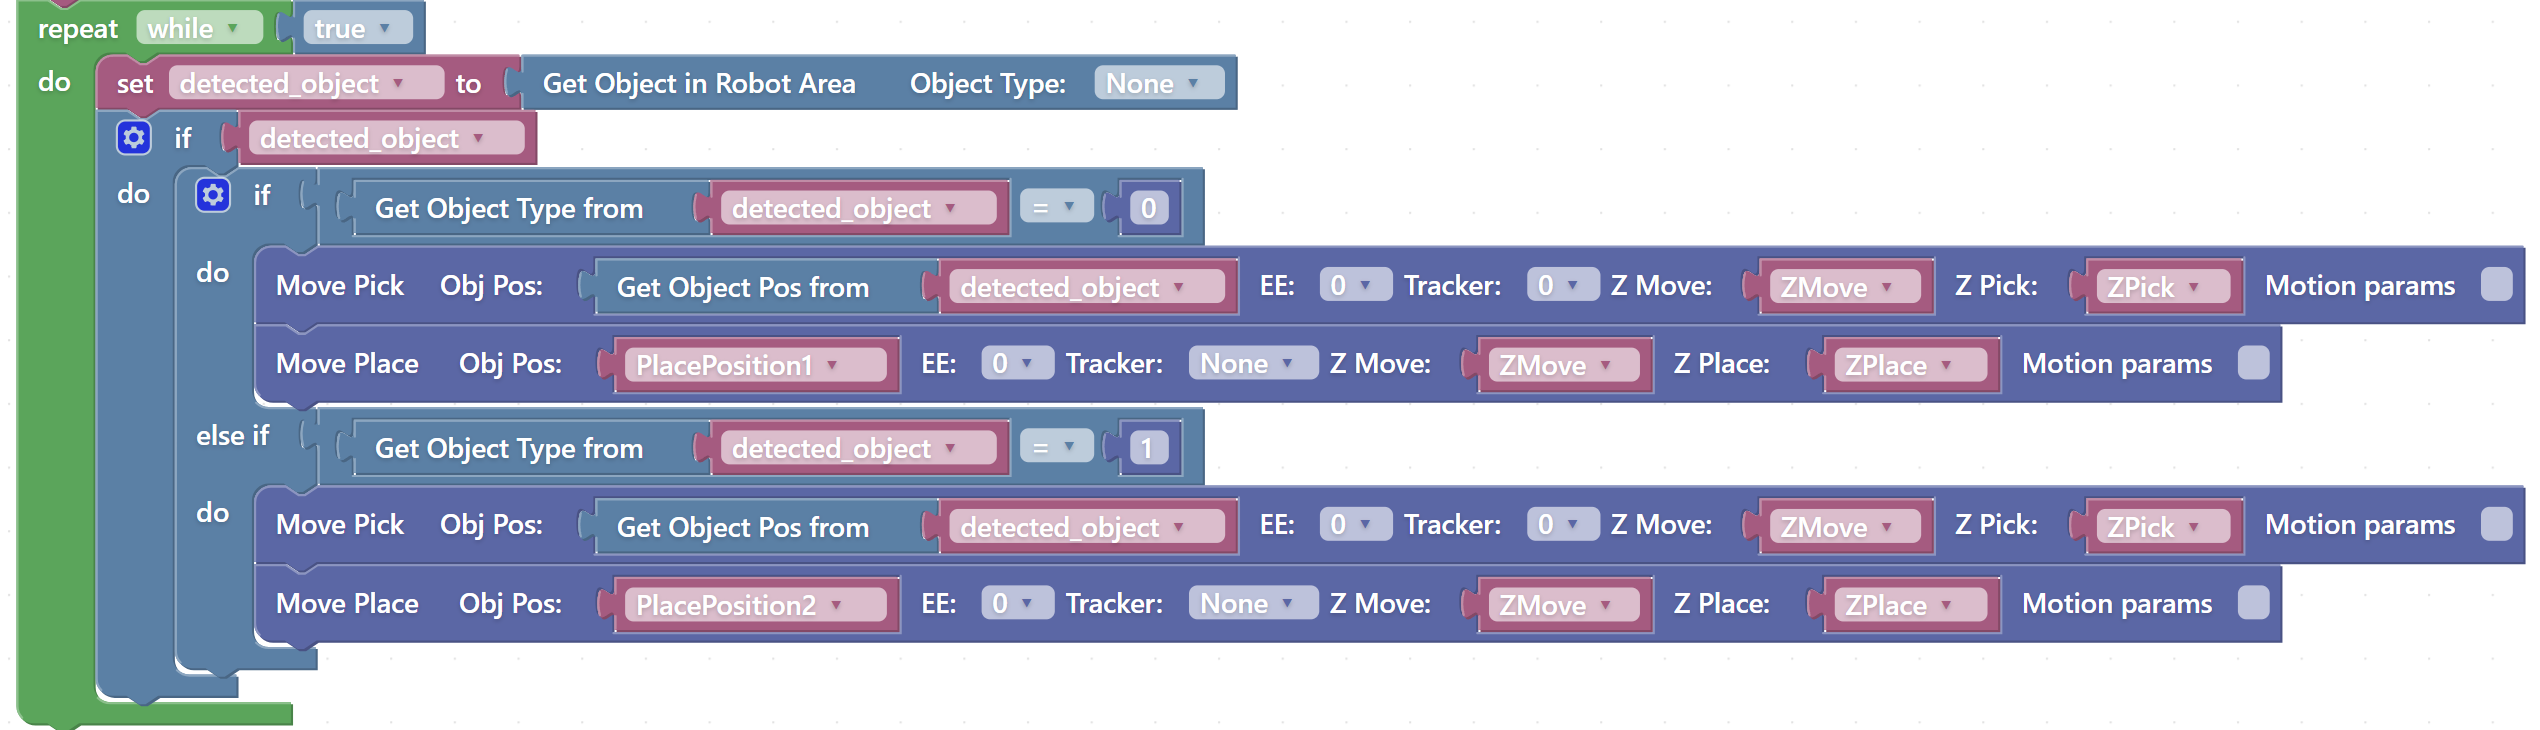 repeat while true
do set detected_object to Get Object in Robot Area Object Type: None
if detected_object
do if Get Object Type from detected_object = 0
do Move Pick Obj Pos: Get Object Pos from detected_object EE: 0 Tracker: 0 Z Move: ZMove Z Pick: ZPick Motion params
Move Place Obj Pos: PlacePosition1 EE: 0 Tracker: None Z Move: ZMove Z Place: ZPlace Motion params
else if Get Object Type from detected_object = 1
do Move Pick Obj Pos: Get Object Pos from detected_object EE: 0 Tracker: 0 Z Move: ZMove Z Pick: ZPick Motion params
Move Place Obj Pos: PlacePosition2 EE: 0 Tracker: None Z Move: ZMove Z Place: ZPlace Motion params